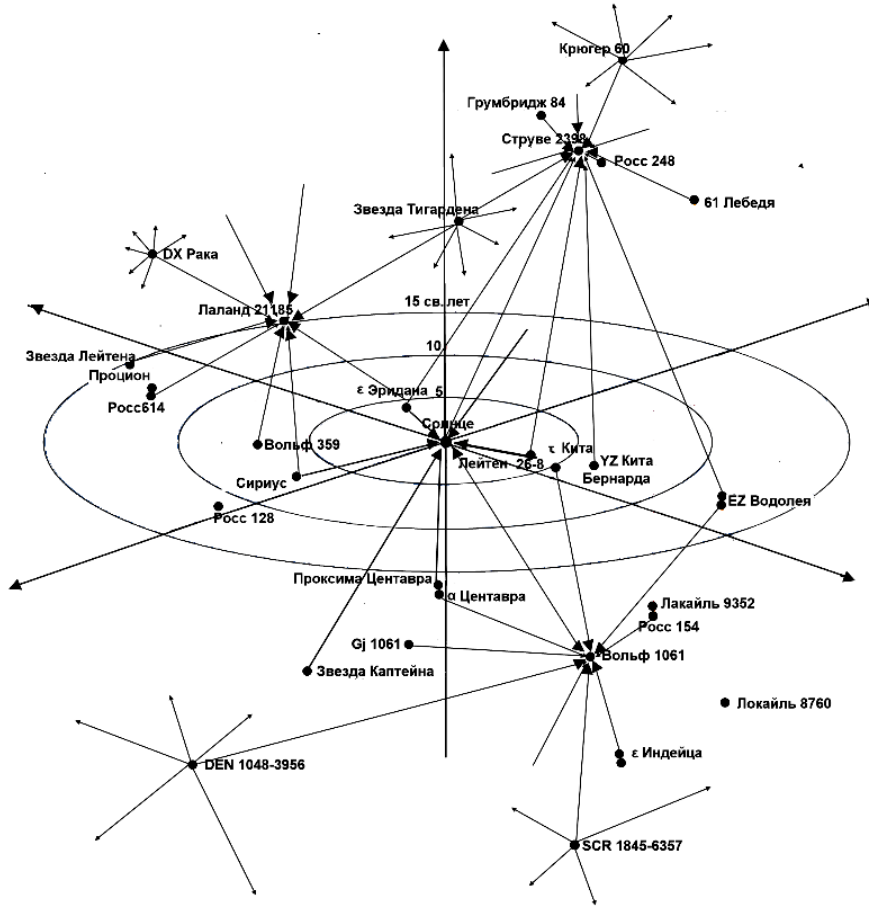 Крюгер 60
Грумбридж 84
Струве 2398
Росс 248
61 Лебедя
Звезда Тигардена
DX Рака
15 св. лет
Лаланд 21185
10
Звезда Лейтена
Процион
Росс614
5
ε Эридана
Солнце
Вольф 359
Лейтен 26-8
τ Кита
YZ Кита
Бернарда
Сириус
EZ Водолея
Росс 128
Проксима Центавра
α Центавра
Лакайль 9352
Росс 154
Gj 1061
Вольф 1061
Звезда Каптейна
Локайль 8760
ε Индейца
DEN 1048-3956
SCR 1845-6357